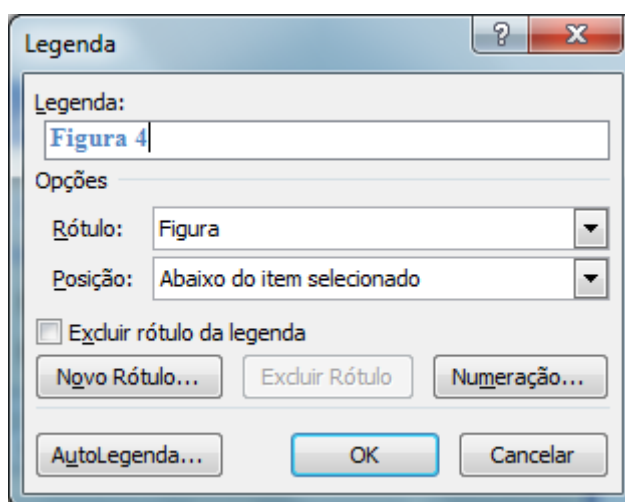 Legenda
Legenda:
Figura 4
Opções
Rótulo: Figura
Posição: Abaixo do item selecionado
Excluir rótulo da legenda
Novo Rótulo... Excluir Rótulo Numeração...
AutoLegenda... OK Cancelar